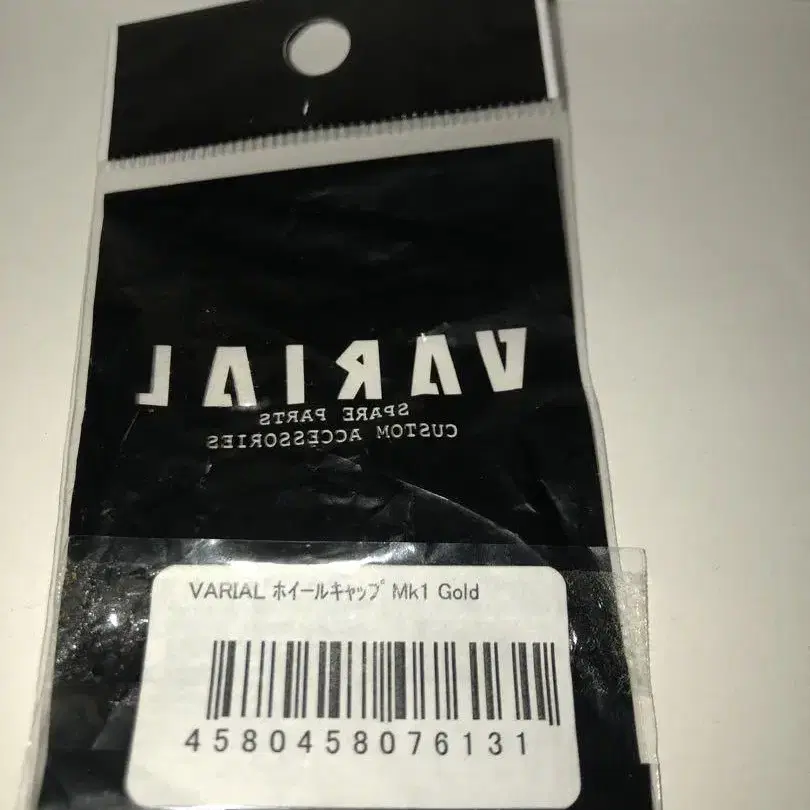 VARIAL
SPARE PARTS
CUSTOM ACCESSORIES
VARIAL ホイールキャップ Mk1 Gold
4580458076131